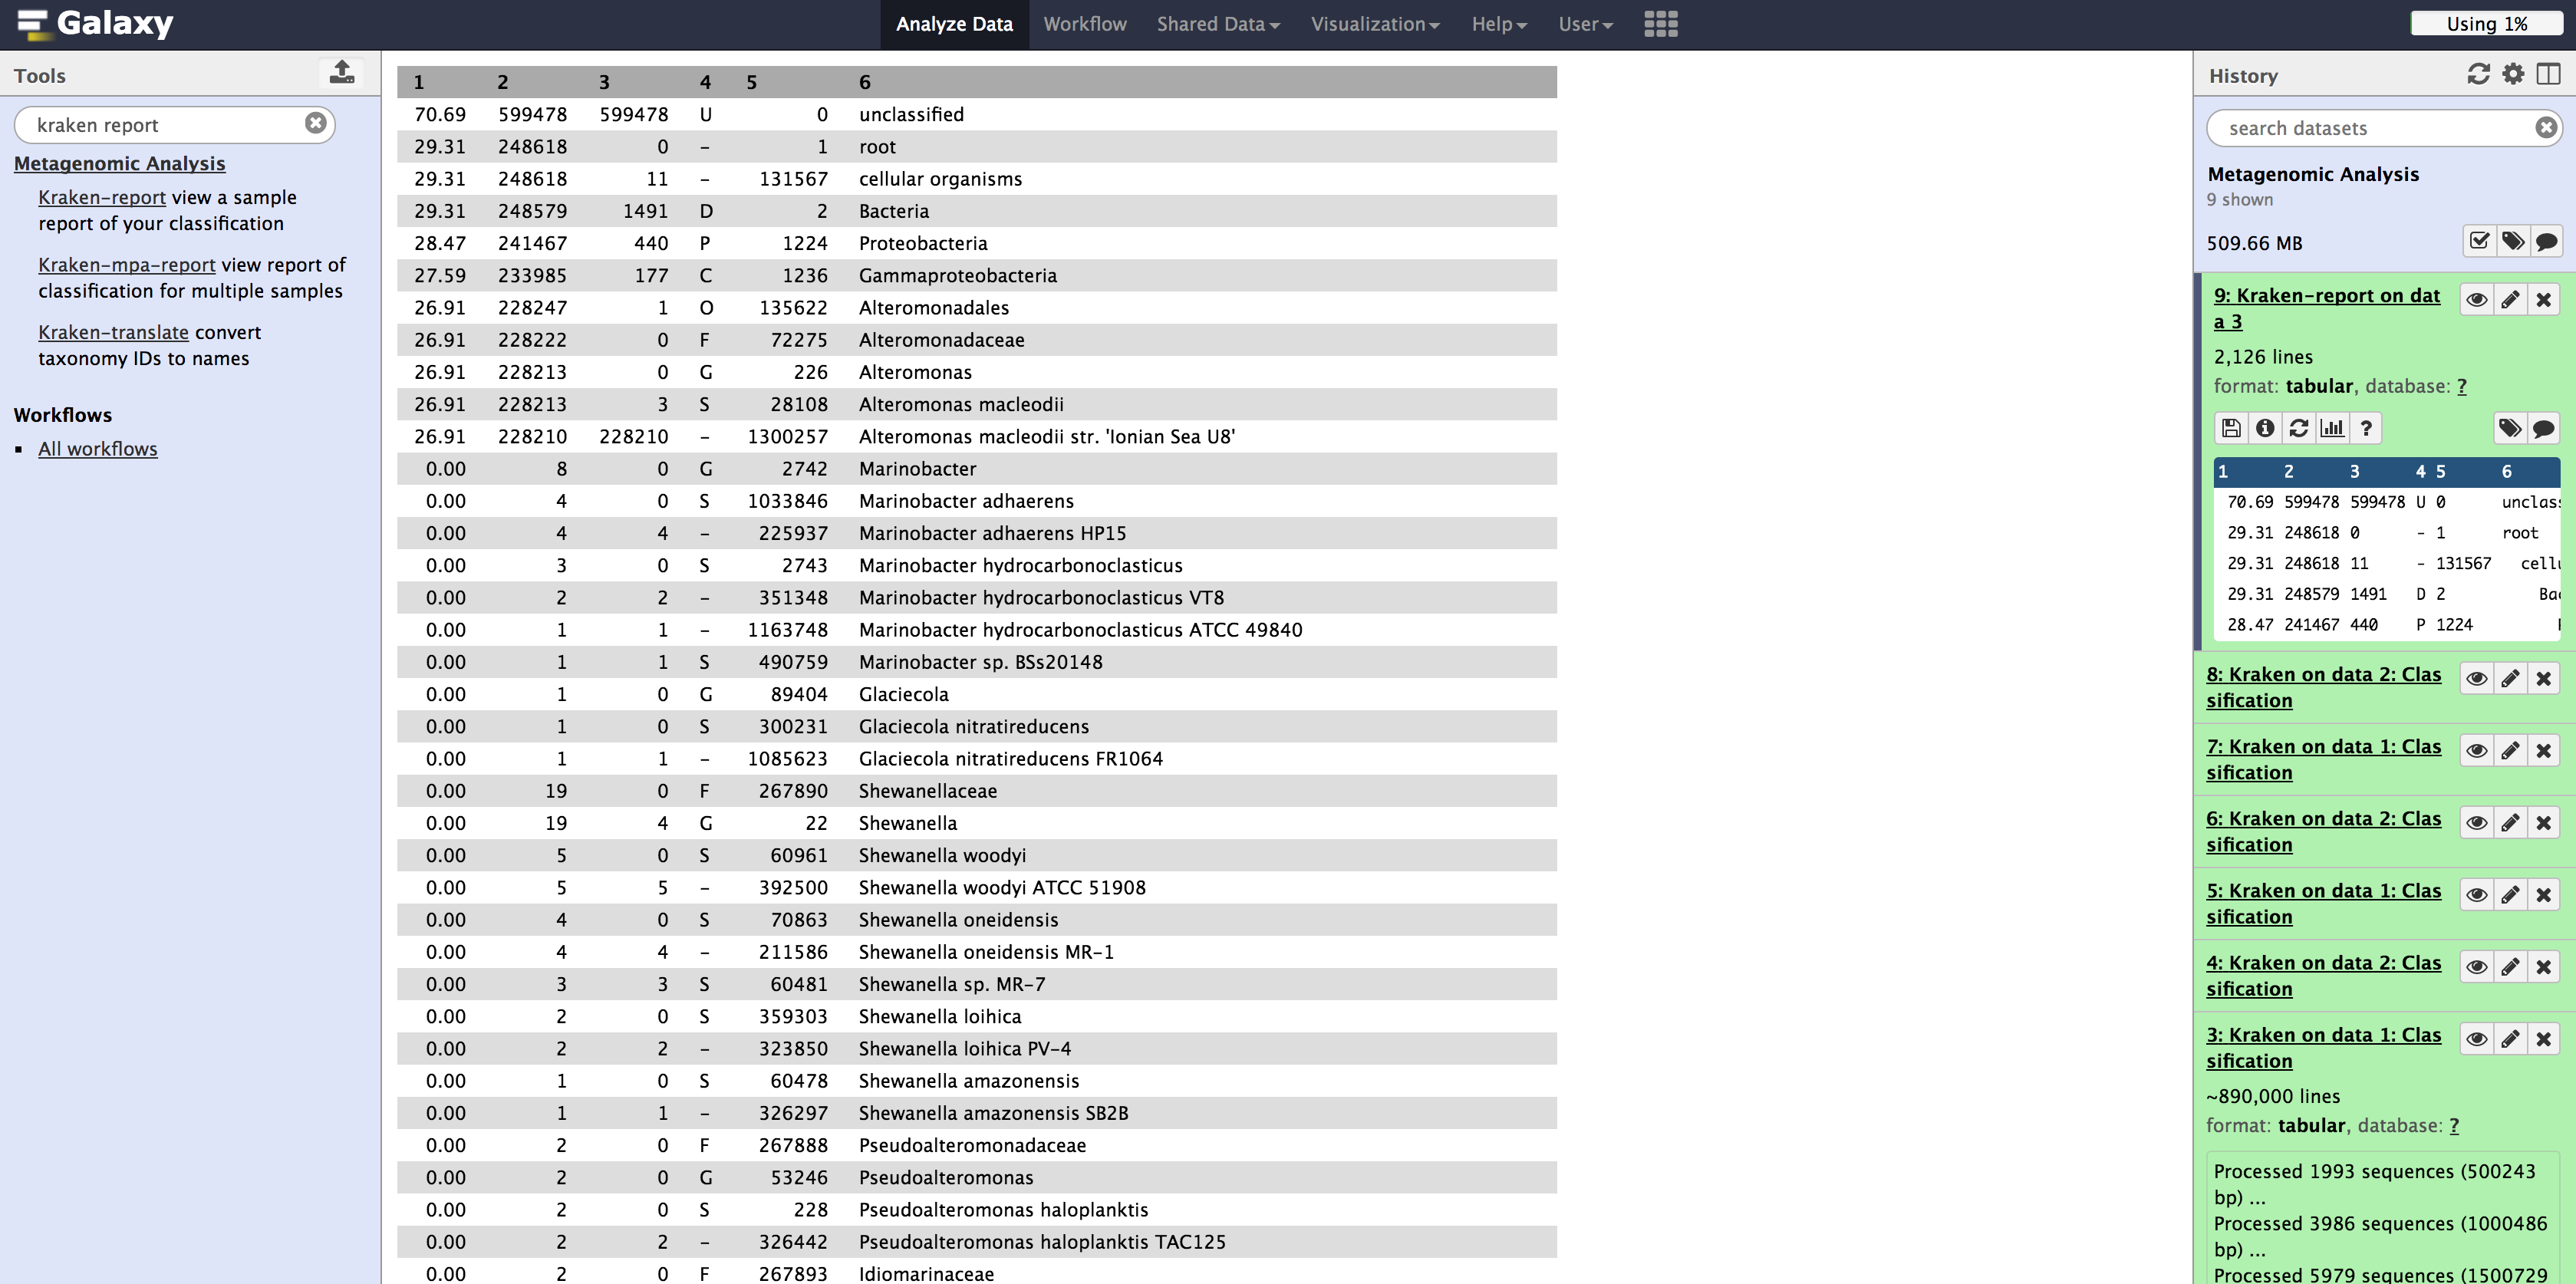 Galaxy
Analyze Data Workflow Shared Data Visualization Help User
Using 1%
Tools
kraken report
Metagenomic Analysis
Kraken-report view a sample
report of your classification
Kraken-mpa-report view report of
classification for multiple samples
Kraken-translate convert
taxonomy IDs to names
Workflows
All workflows
1 2 3 4 5 6
70.69 599478 599478 U 0 unclassified
29.31 248618 0 - 1 root
29.31 248618 11 - 131567 cellular organisms
29.31 248579 1491 D 2 Bacteria
28.47 241467 440 P 1224 Proteobacteria
27.59 233985 177 C 1236 Gammaproteobacteria
26.91 228247 1 O 135622 Alteromonadales
26.91 228222 0 F 72275 Alteromonadaceae
26.91 228213 0 G 226 Alteromonas
26.91 228213 3 S 28108 Alteromonas macleodii
26.91 228210 228210 - 1300257 Alteromonas macleodii str. 'Ionian Sea U8'
0.00 8 0 G 2742 Marinobacter
0.00 4 0 S 1033846 Marinobacter adhaerens
0.00 4 4 - 225937 Marinobacter adhaerens HP15
0.00 3 0 S 2743 Marinobacter hydrocarbonoclasticus
0.00 2 2 - 351348 Marinobacter hydrocarbonoclasticus VT8
0.00 1 1 - 1163748 Marinobacter hydrocarbonoclasticus ATCC 49840
0.00 1 1 S 490759 Marinobacter sp. BSs20148
0.00 1 0 G 89404 Glaciecola
0.00 1 0 S 300231 Glaciecola nitratireducens
0.00 1 1 - 1085623 Glaciecola nitratireducens FR1064
0.00 19 0 F 267890 Shewanellaceae
0.00 19 4 G 22 Shewanella
0.00 5 0 S 60961 Shewanella woodyi
0.00 5 5 - 392500 Shewanella woodyi ATCC 51908
0.00 4 0 S 70863 Shewanella oneidensis
0.00 4 4 - 211586 Shewanella oneidensis MR-1
0.00 3 3 S 60481 Shewanella sp. MR-7
0.00 2 0 S 359303 Shewanella loihica
0.00 2 2 - 323850 Shewanella loihica PV-4
0.00 1 0 S 60478 Shewanella amazonensis
0.00 1 1 - 326297 Shewanella amazonensis SB2B
0.00 2 0 F 267888 Pseudoalteromonadaceae
0.00 2 0 G 53246 Pseudoalteromonas
0.00 2 0 S 228 Pseudoalteromonas haloplanktis
0.00 2 2 - 326442 Pseudoalteromonas haloplanktis TAC125
0.00 2 0 F 267893 Idiomarinaceae
History
search datasets
Metagenomic Analysis
9 shown
509.66 MB
9: Kraken-report on dat
a 3
2,126 lines
format: tabular, database: ?
?
1 2 3 4 5 6
70.69 599478 599478 U 0 unclas
29.31 248618 0 - 1 root
29.31 248618 11 - 131567 cell
29.31 248579 1491 D 2 Ba
28.47 241467 440 P 1224
8: Kraken on data 2: Clas
sification
7: Kraken on data 1: Clas
sification
6: Kraken on data 2: Clas
sification
5: Kraken on data 1: Clas
sification
4: Kraken on data 2: Clas
sification
3: Kraken on data 1: Clas
sification
~890,000 lines
format: tabular, database: ?
Processed 1993 sequences (500243
bp) ...
Processed 3986 sequences (1000486
bp) ...
Processed 5979 sequences (1500729